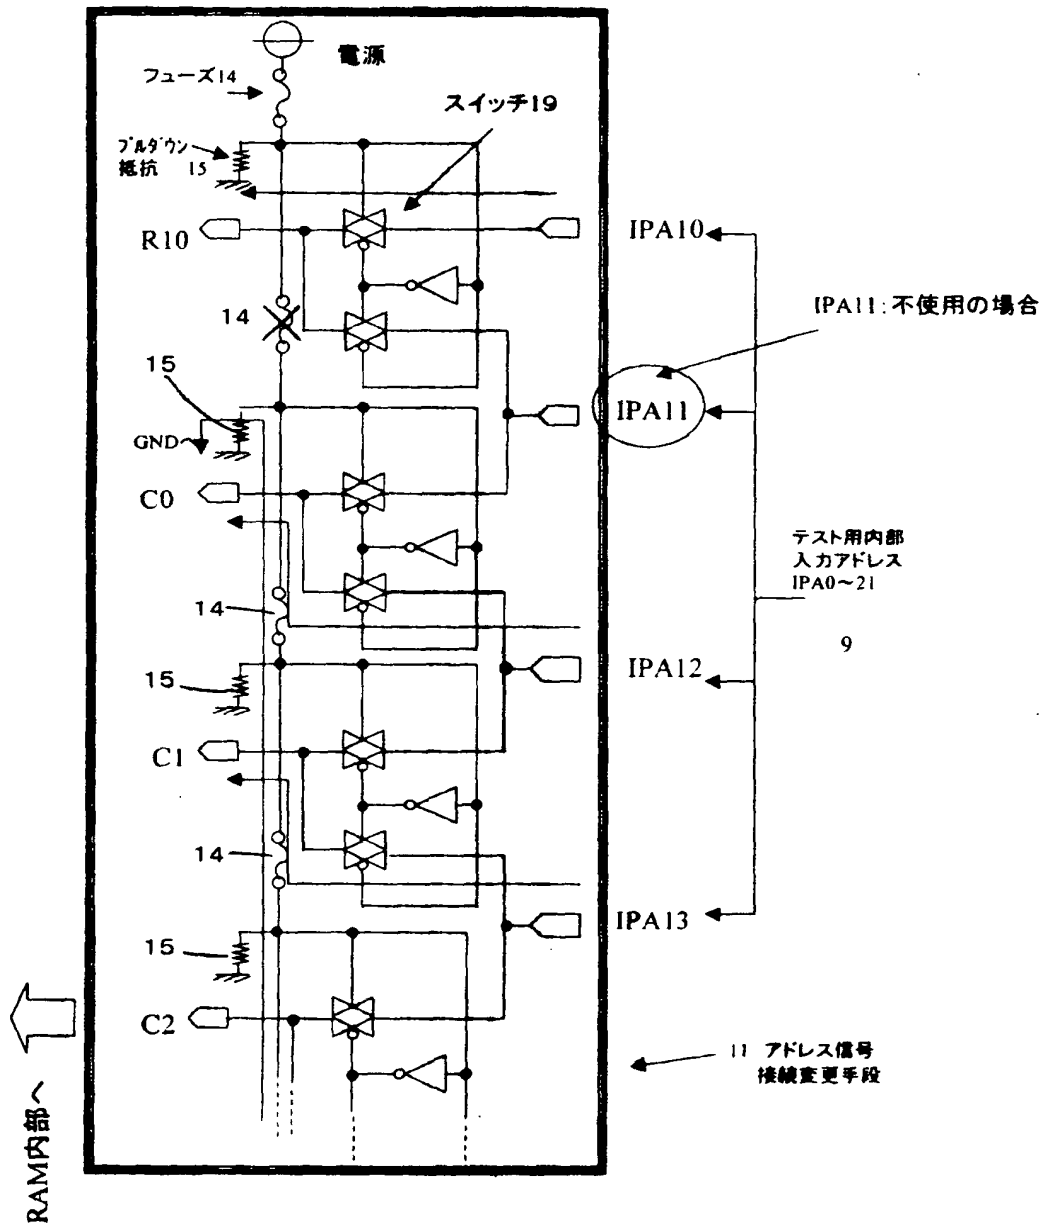 電源
フューズ14
スイッチ19
プルダウン
抵抗 15
R10
IPA10
14
IPA11:不使用の場合
15
IPA11
GND
C0
テスト用内部
入力アドレス
IPA0～21
14
9
15
IPA12
C1
14
IPA13
15
C2
11 アドレス信号
接続変更手段
RAM内部へ